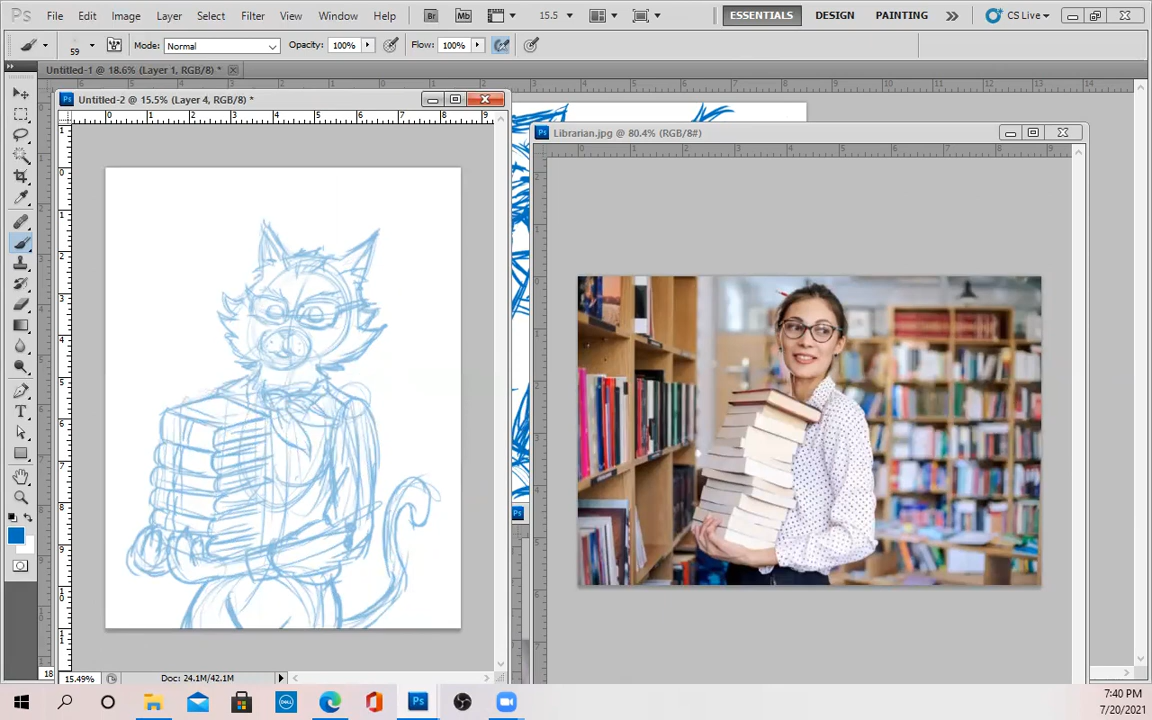 Ps File Edit Image Layer Select Filter View Window Help Br Mb 15.5 ESSENTIALS DESIGN PAINTING CS Live
59 Mode: Normal Opacity: 100% Flow: 100%
Untitled-1 @ 18.6% (Layer 1, RGB/8) *
Untitled-2 @ 15.5% (Layer 4, RGB/8) *
Librarian.jpg @ 80.4% (RGB/8#)
15.49% Doc: 24.1M/42.1M
18
7:40 PM
7/20/2021